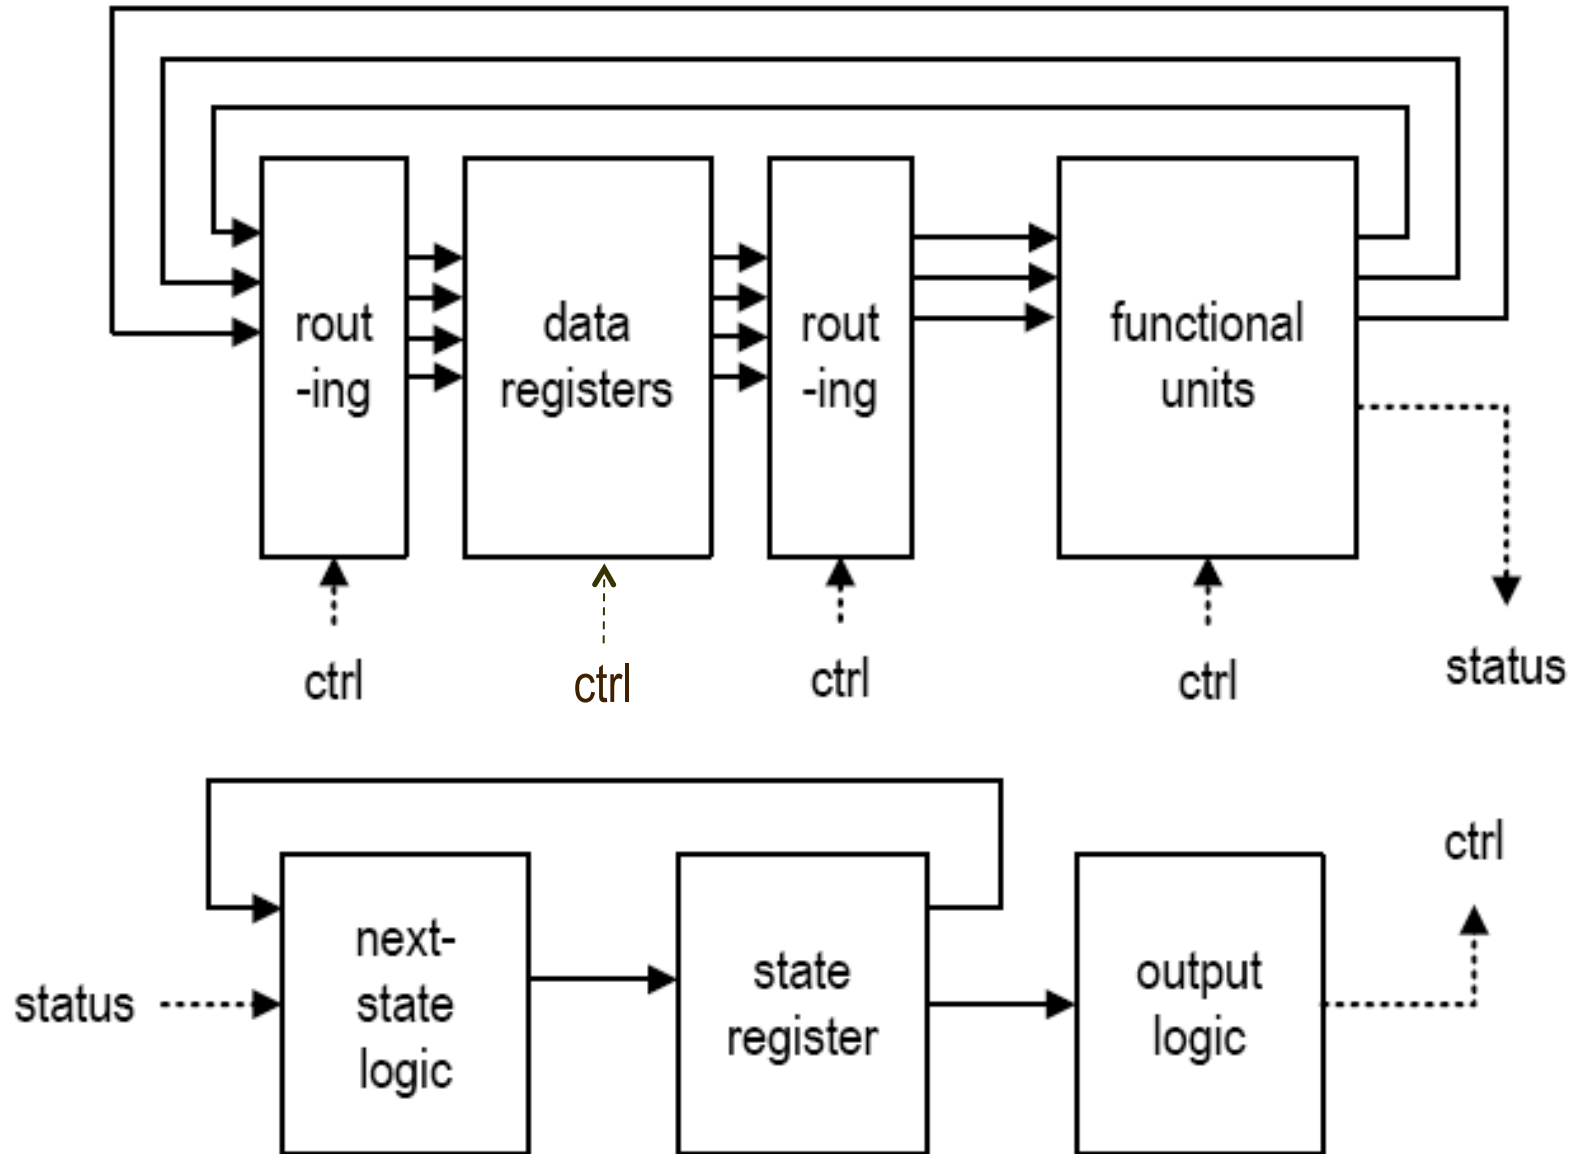 rout
-ing
data
registers
rout
-ing
functional
units
ctrl
ctrl
ctrl
ctrl
status
status
next-
state
logic
state
register
output
logic
ctrl